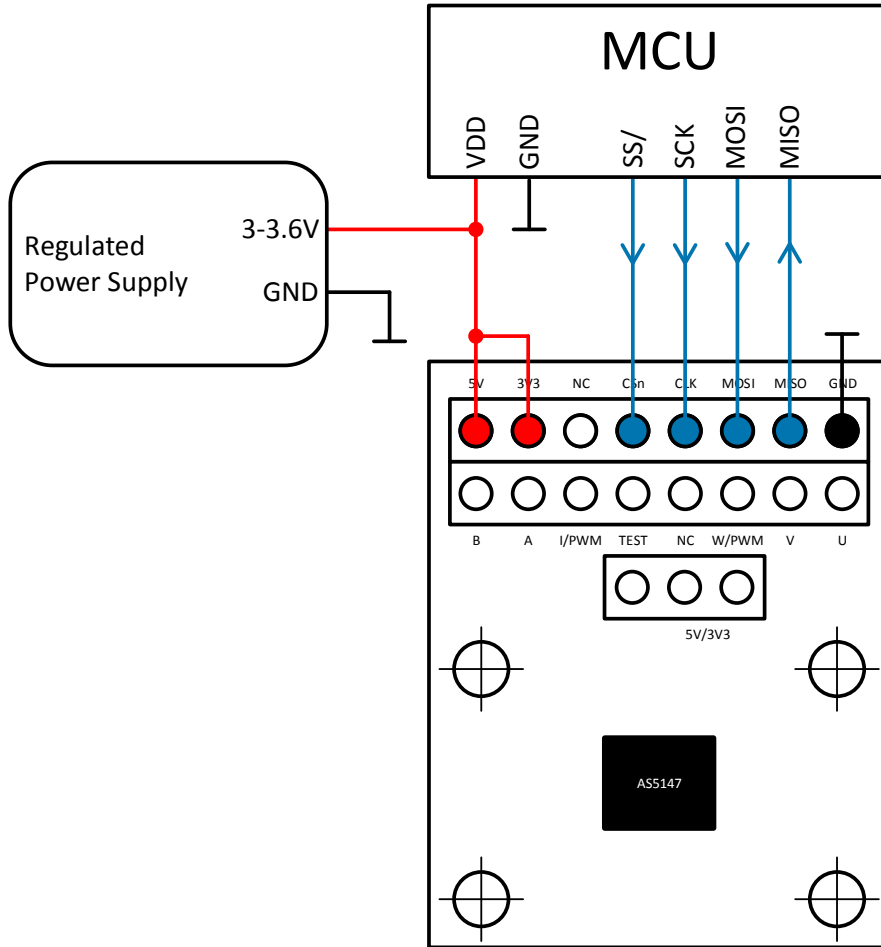 MCU
VDD
GND
SS/
SCK
MOSI
MISO
Regulated
Power Supply
3-3.6V
GND
5V
3V3
NC
CSn
CLK
MOSI
MISO
GND
B
A
I/PWM
TEST
NC
W/PWM
V
U
5V/3V3
AS5147